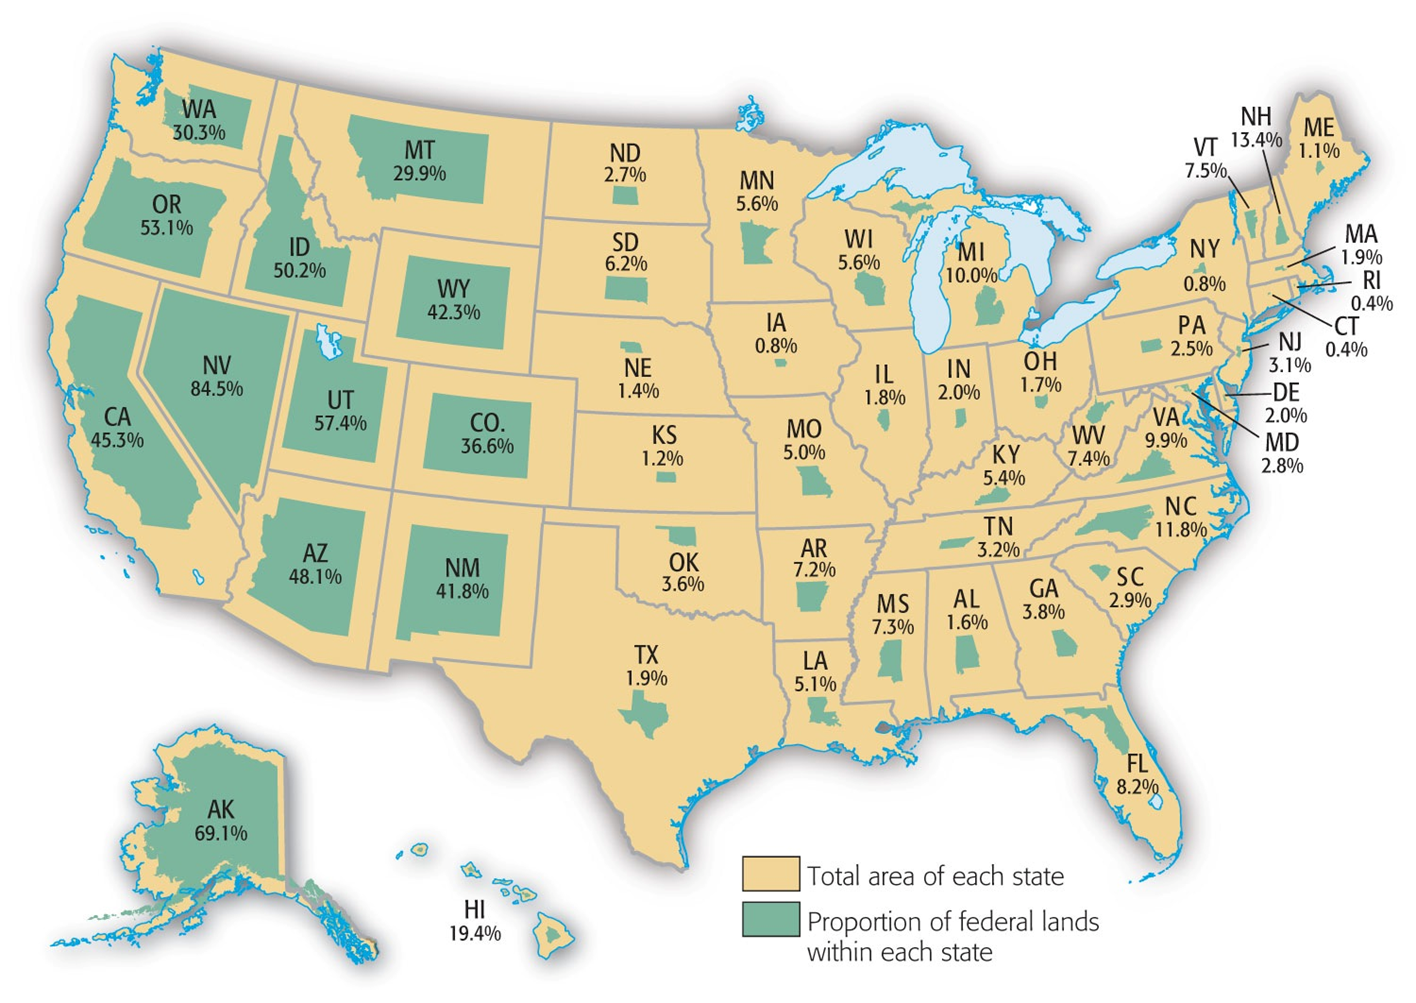 WA
30.3%
MT
29.9%
ND
2.7%
MN
5.6%
VT
7.5%
NH
13.4%
ME
1.1%
OR
53.1%
ID
50.2%
WY
42.3%
SD
6.2%
WI
5.6%
MI
10.0%
NY
0.8%
MA
1.9%
RI
0.4%
CT
0.4%
NJ
3.1%
DE
2.0%
MD
2.8%
CA
45.3%
NV
84.5%
UT
57.4%
CO.
36.6%
NE
1.4%
KS
1.2%
IA
0.8%
MO
5.0%
IL
1.8%
IN
2.0%
OH
1.7%
PA
2.5%
WV
7.4%
VA
9.9%
KY
5.4%
AZ
48.1%
NM
41.8%
OK
3.6%
AR
7.2%
TN
3.2%
NC
11.8%
SC
2.9%
TX
1.9%
LA
5.1%
MS
7.3%
AL
1.6%
GA
3.8%
FL
8.2%
AK
69.1%
HI
19.4%
Total area of each state
Proportion of federal lands
within each state